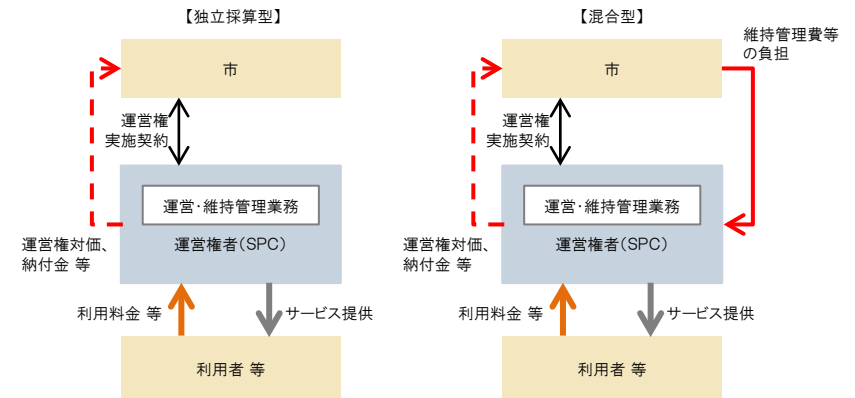 【独立採算型】
市
運営権
実施契約
運営・維持管理業務
運営権者(SPC)
運営権対価、
納付金 等
利用料金 等
サービス提供
利用者 等
【混合型】
維持管理費等
の負担
市
運営権
実施契約
運営・維持管理業務
運営権者(SPC)
運営権対価、
納付金 等
利用料金 等
サービス提供
利用者 等